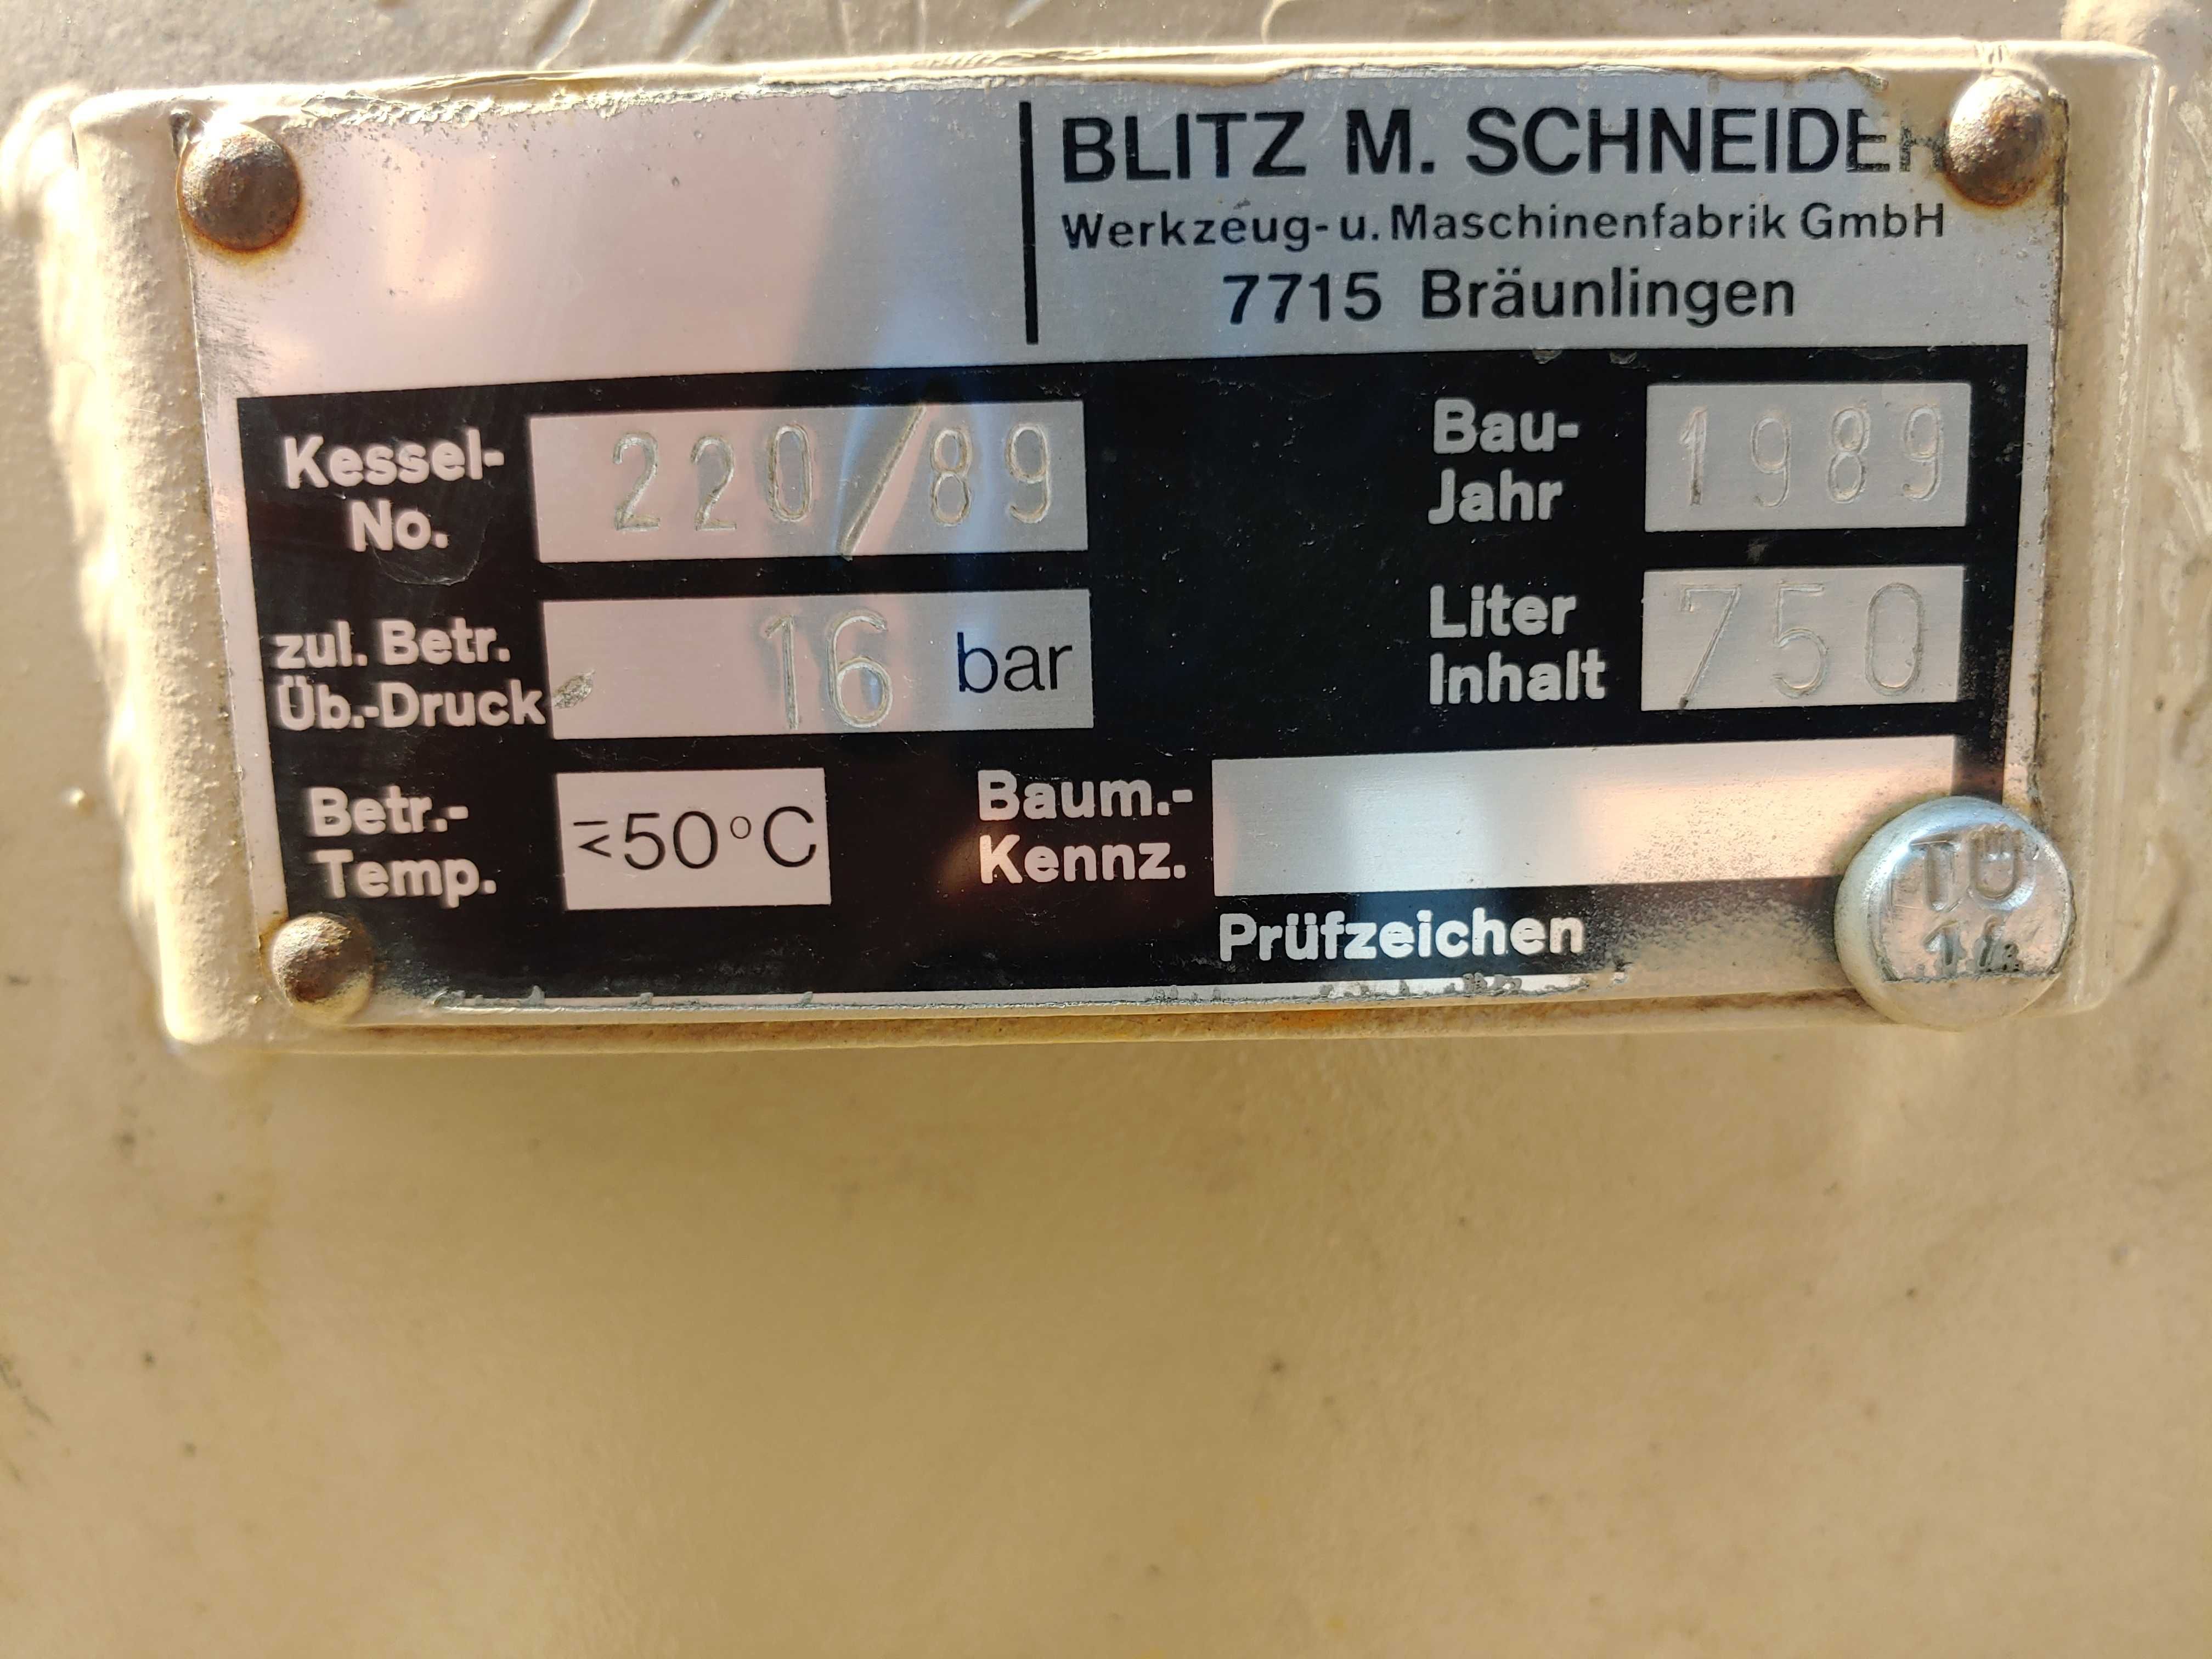 BLITZ M. SCHNEIDER
Werkzeug- u. Maschinenfabrik GmbH
7715 Bräunlingen
Kessel-
No.
220/89
Bau-
Jahr
1989
zul. Betr.
Üb.-Druck
16 bar
Liter
Inhalt
750
Betr.-
Temp.
⋜50°C
Baum.-
Kennz.
Prüfzeichen
TÜ